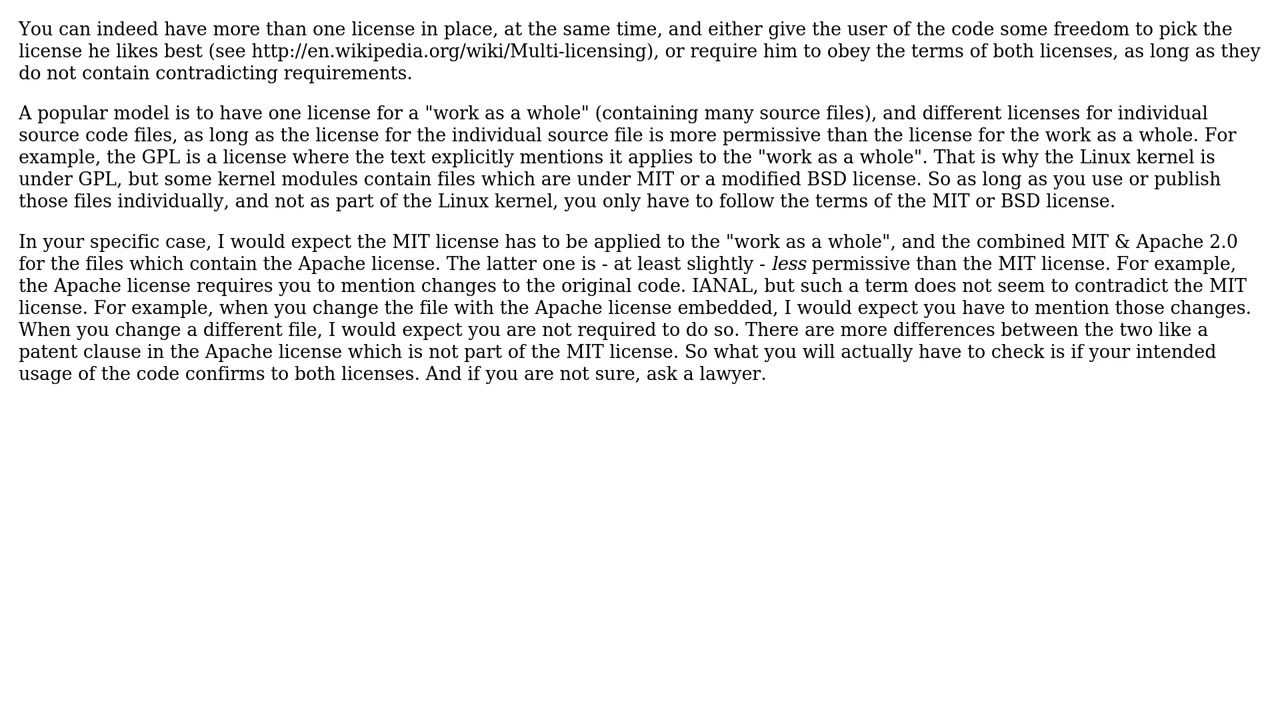 You can indeed have more than one license in place, at the same time, and either give the user of the code some freedom to pick the
license he likes best (see http://en.wikipedia.org/wiki/Multi-licensing), or require him to obey the terms of both licenses, as long as they
do not contain contradicting requirements.
A popular model is to have one license for a "work as a whole" (containing many source files), and different licenses for individual
source code files, as long as the license for the individual source file is more permissive than the license for the work as a whole. For
example, the GPL is a license where the text explicitly mentions it applies to the "work as a whole". That is why the Linux kernel is
under GPL, but some kernel modules contain files which are under MIT or a modified BSD license. So as long as you use or publish
those files individually, and not as part of the Linux kernel, you only have to follow the terms of the MIT or BSD license.
In your specific case, I would expect the MIT license has to be applied to the "work as a whole", and the combined MIT & Apache 2.0
for the files which contain the Apache license. The latter one is - at least slightly - less permissive than the MIT license. For example,
the Apache license requires you to mention changes to the original code. IANAL, but such a term does not seem to contradict the MIT
license. For example, when you change the file with the Apache license embedded, I would expect you have to mention those changes.
When you change a different file, I would expect you are not required to do so. There are more differences between the two like a
patent clause in the Apache license which is not part of the MIT license. So what you will actually have to check is if your intended
usage of the code confirms to both licenses. And if you are not sure, ask a lawyer.